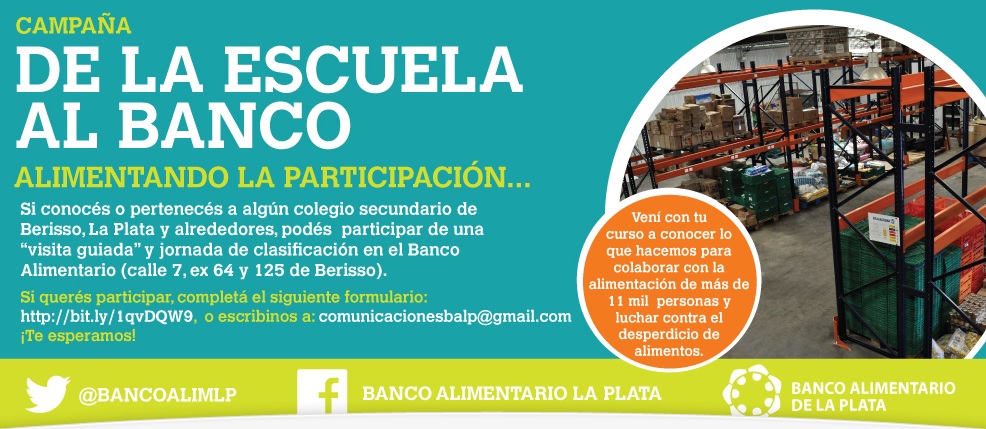 CAMPAÑA
DE LA ESCUELA
AL BANCO
ALIMENTANDO LA PARTICIPACIÓN...
Si conocés o pertenecés a algún colegio secundario de
Berisso, La Plata y alrededores, podés participar de una
“visita guiada” y jornada de clasificación en el Banco
Alimentario (calle 7, ex 64 y 125 de Berisso).
Si querés participar, completá el siguiente formulario:
http://bit.ly/1qvDQW9, o escribinos a: comunicacionesbalp@gmail.com
¡Te esperamos!
Vení con tu
curso a conocer lo
que hacemos para
colaborar con la
alimentación de más de
11 mil personas y
luchar contra el
desperdicio de
alimentos.
@BANCOALIMLP
BANCO ALIMENTARIO LA PLATA
BANCO ALIMENTARIO
DE LA PLATA